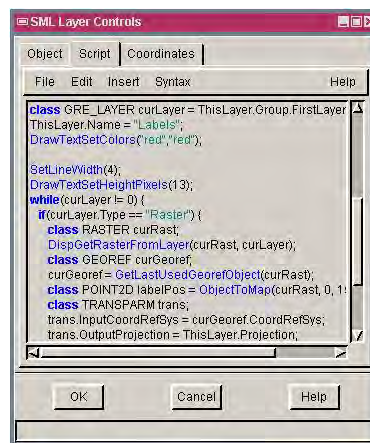 SML Layer Controls
Object Script Coordinates
File Edit Insert Syntax Help
class GRE_LAYER curLayer = ThisLayer.Group.FirstLayer
ThisLayer.Name = "Labels";
DrawTextSetColors("red","red");
SetLineWidth(4);
DrawTextSetHeightPixels(13);
while(curLayer != 0) {
if(curLayer.Type == "Raster") {
class RASTER curRast;
DispGetRasterFromLayer(curRast, curLayer);
class GEOREF curGeoref;
curGeoref = GetLastUsedGeorefObject(curRast);
class POINT2D labelPos = ObjectToMap(curRast, 0,
class TRANSPARM trans;
trans.InputCoordRefSys = curGeoref.CoordRefSys;
trans.OutputProjection = ThisLayer.Projection;
OK Cancel Help